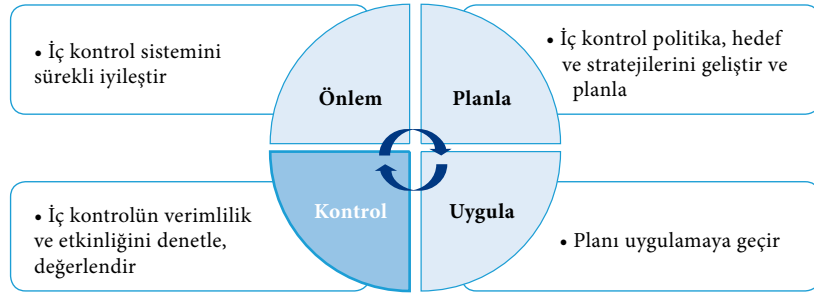 • İç kontrol sistemini
sürekli iyileştir
Önlem
Planla
• İç kontrol politika, hedef
ve stratejilerini geliştir ve
planla
• İç kontrolün verimlilik
ve etkinliğini denetle,
değerlendir
Kontrol
Uygula
• Planı uygulamaya geçir